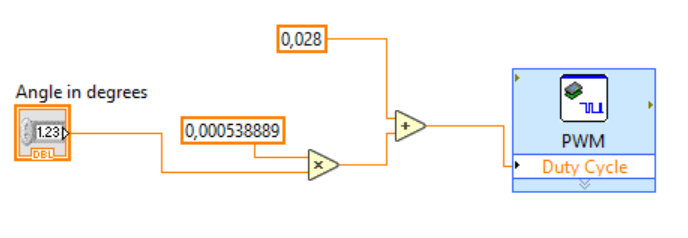 0,028
Angle in degrees
1.23
DBL
0,000538889
+
×
PWM
Duty Cycle